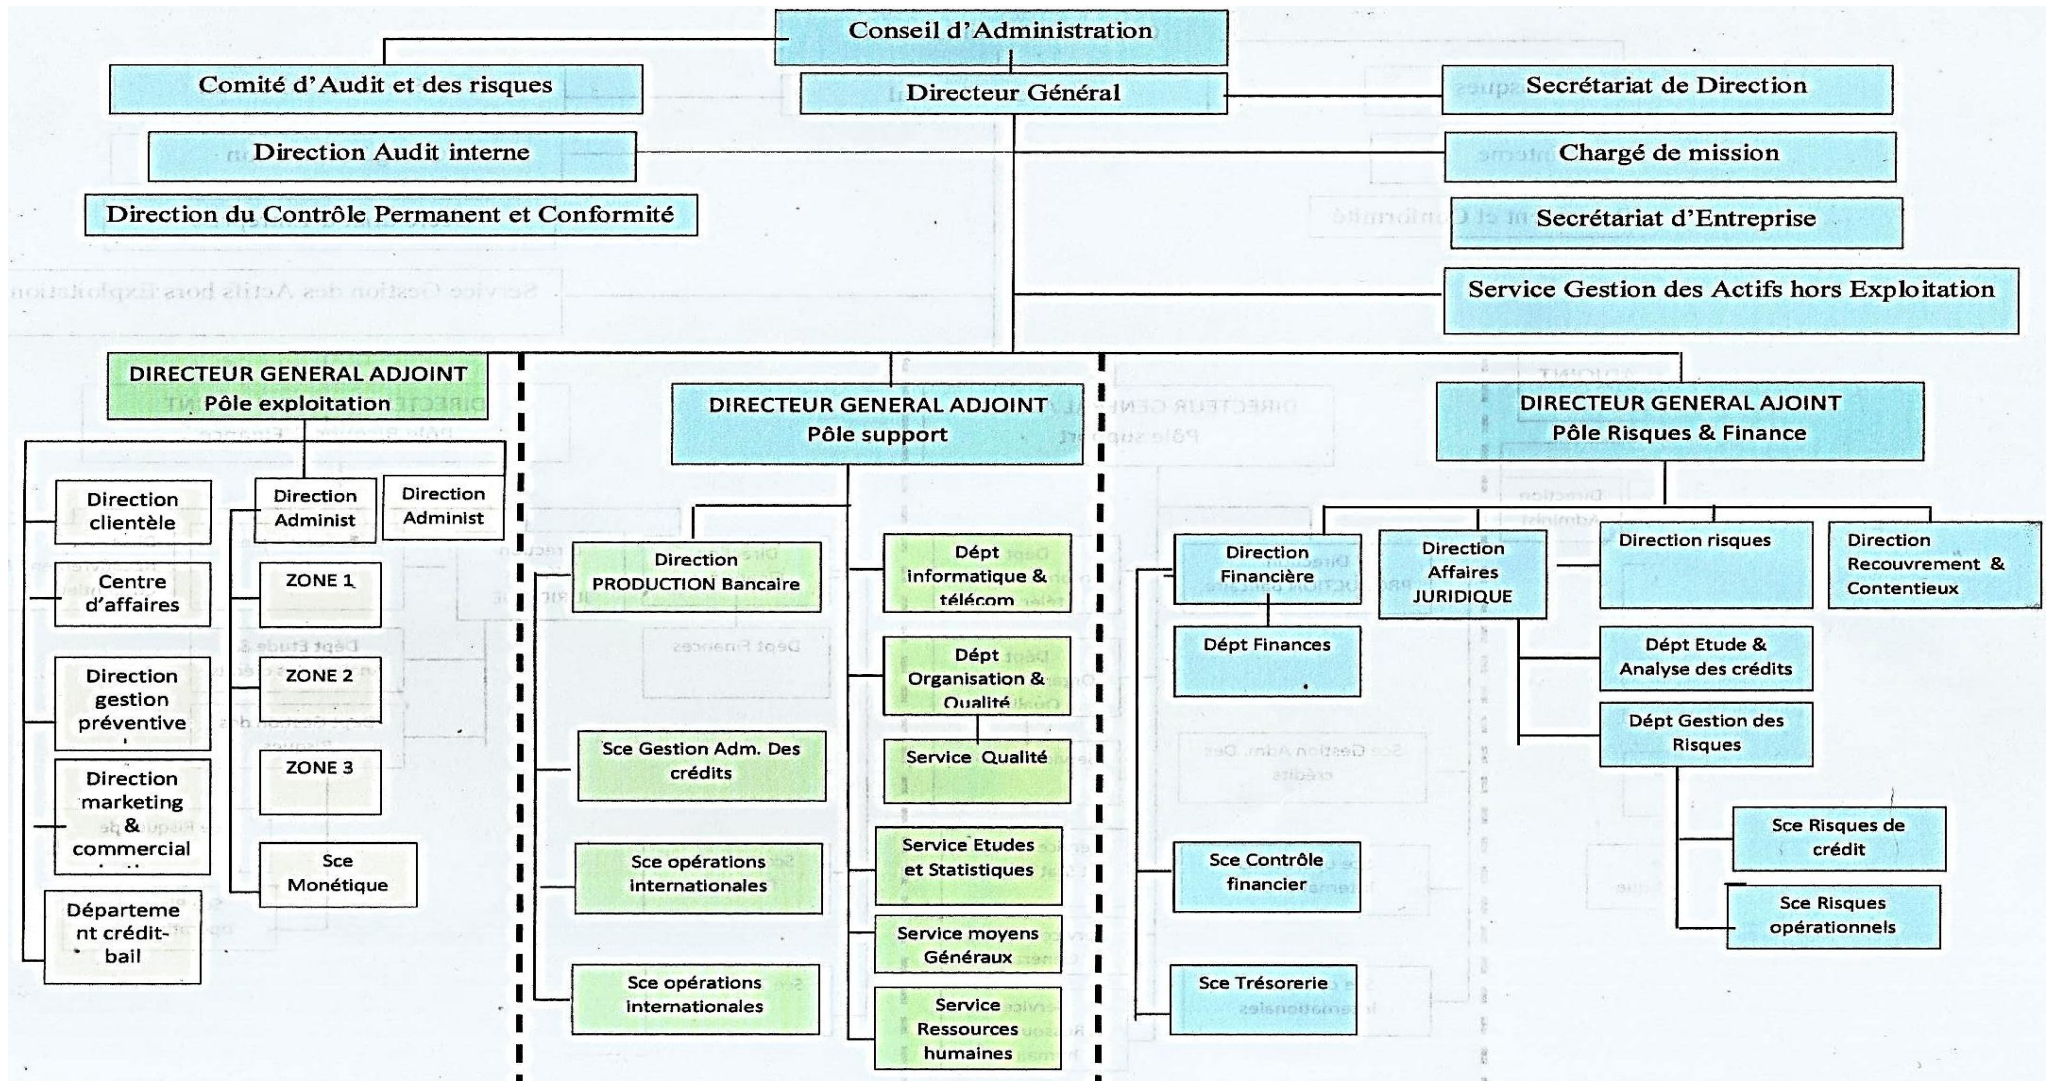 Conseil d'Administration
Comité d'Audit et des risques
Directeur Général
Secrétariat de Direction
Direction Audit interne
Chargé de mission
Direction du Contrôle Permanent et Conformité
Secrétariat d'Entreprise
Service Gestion des Actifs hors Exploitation
DIRECTEUR GENERAL ADJOINT
Pôle exploitation
Direction
clientèle
Centre
d'affaires
Direction
gestion
préventive
Direction
marketing
&
commercial
Départeme
nt crédit-
bail
Direction
Administ
ZONE 1
ZONE 2
ZONE 3
Sce
Monétique
Direction
Administ
DIRECTEUR GENERAL ADJOINT
Pôle support
Direction
PRODUCTION Bancaire
Sce Gestion Adm. Des
crédits
Sce opérations
internationales
Sce opérations
internationales
Dépt
informatique &
télécom
Dépt
Organisation &
Qualité
Service Qualité
Service Etudes
et Statistiques
Service moyens
Généraux
Service
Ressources
humaines
DIRECTEUR GENERAL AJOINT
Pôle Risques & Finance
Direction
Financière
Dépt Finances
Sce Contrôle
financier
Sce Trésorerie
Direction
Affaires
JURIDIQUE
Direction risques
Dépt Etude &
Analyse des crédits
Dépt Gestion des
Risques
Sce Risques de
crédit
Sce Risques
opérationnels
Direction
Recouvrement &
Contentieux